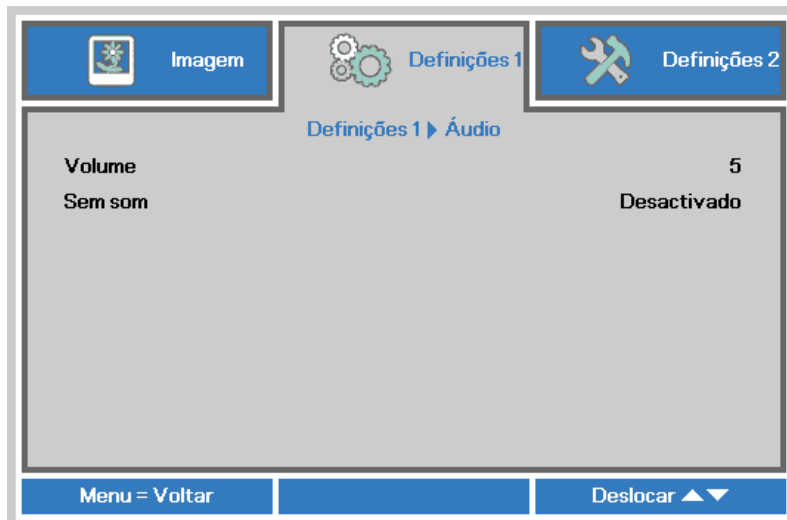 Imagem
Definições 1
Definições 2
Definições 1 Áudio
Volume 5
Sem som Desactivado
Menu = Voltar
Deslocar